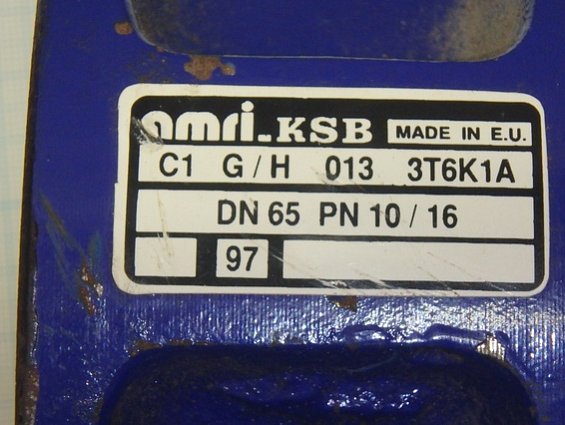 amri-KSB MADE IN E.U.
C1 G/H 013 3T6K1A
DN 65 PN 10 / 16
97